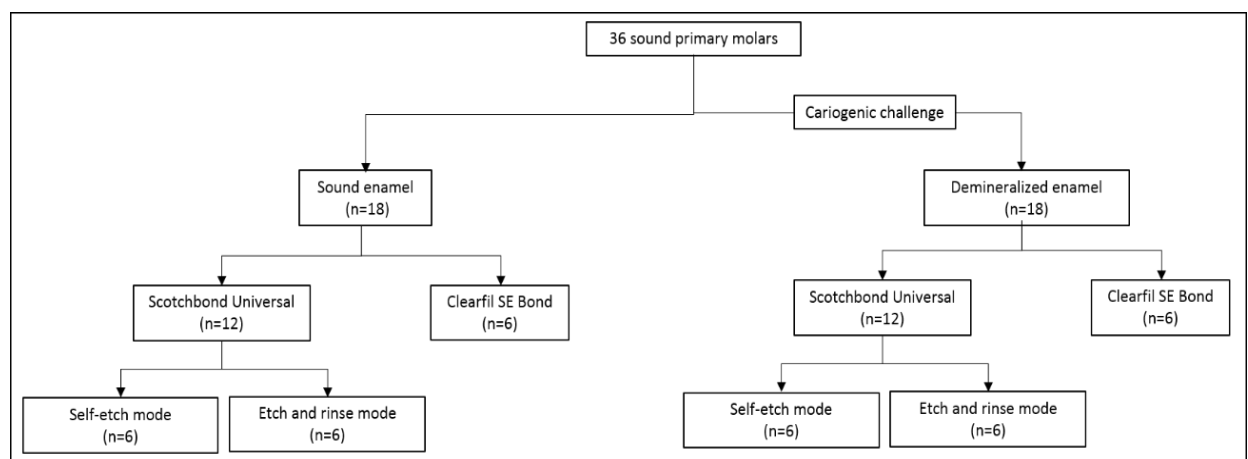 36 sound primary molars
Cariogenic challenge
Sound enamel
(n=18)
Demineralized enamel
(n=18)
Scotchbond Universal
(n=12)
Clearfil SE Bond
(n=6)
Scotchbond Universal
(n=12)
Clearfil SE Bond
(n=6)
Self-etch mode
(n=6)
Etch and rinse mode
(n=6)
Self-etch mode
(n=6)
Etch and rinse mode
(n=6)